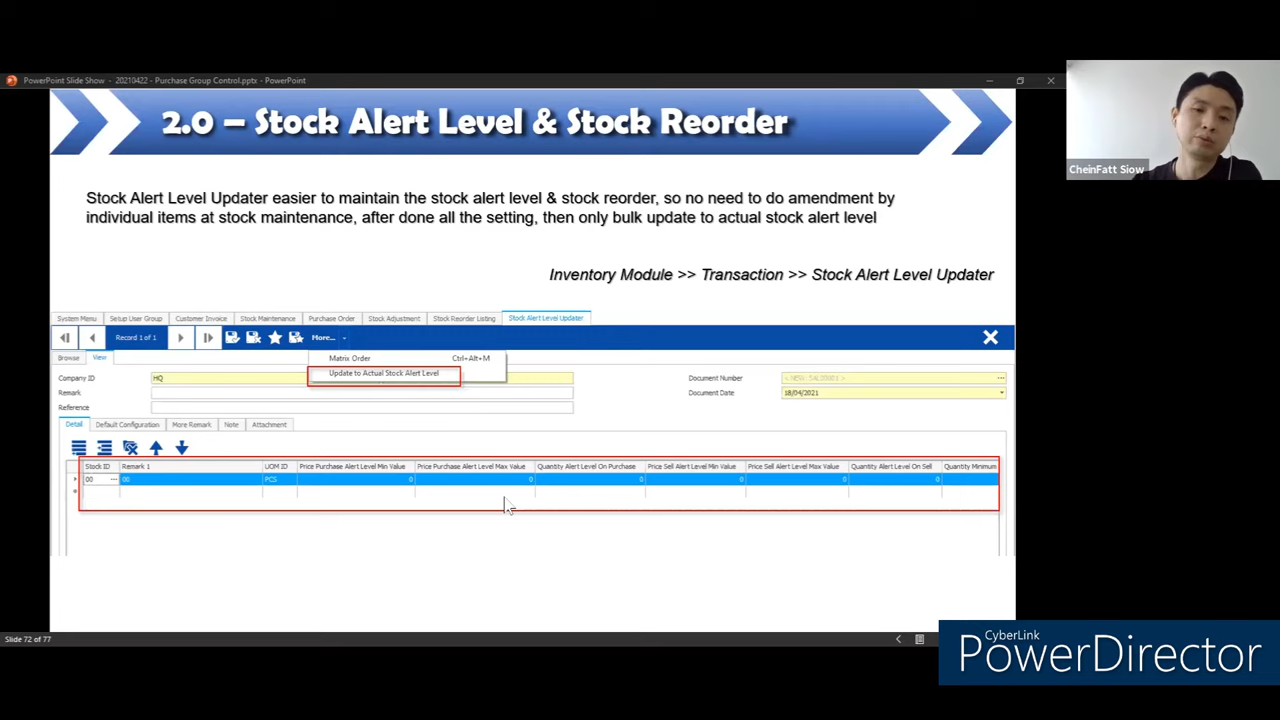 PowerPoint Slide Show - 20210422 - Purchase Group Control.pptx - PowerPoint
2.0 – Stock Alert Level & Stock Reorder
CheinFatt Siow
Stock Alert Level Updater easier to maintain the stock alert level & stock reorder, so no need to do amendment by
individual items at stock maintenance, after done all the setting, then only bulk update to actual stock alert level
Inventory Module >> Transaction >> Stock Alert Level Updater
System Menu Setup User Group Customer Invoice Stock Maintenance Purchase Order Stock Adjustment Stock Reorder Listing Stock Alert Level Updater
Record 1 of 1 More...
Browse View
Matrix Order Ctrl+Alt+M
Update to Actual Stock Alert Level
Company ID HQ Document Number
Remark Document Date 18/04/2021
Reference
Detail Default Configuration More Remark Note Attachment
Stock ID Remark 1 UOM ID Price Purchase Alert Level Min Value Price Purchase Alert Level Max Value Quantity Alert Level On Purchase Price Sell Alert Level Min Value Price Sell Alert Level Max Value Quantity Alert Level On Sell Quantity Minimum
00 ... 00 PCS 0 0 0 0 0 0
Slide 72 of 77
CyberLink
PowerDirector